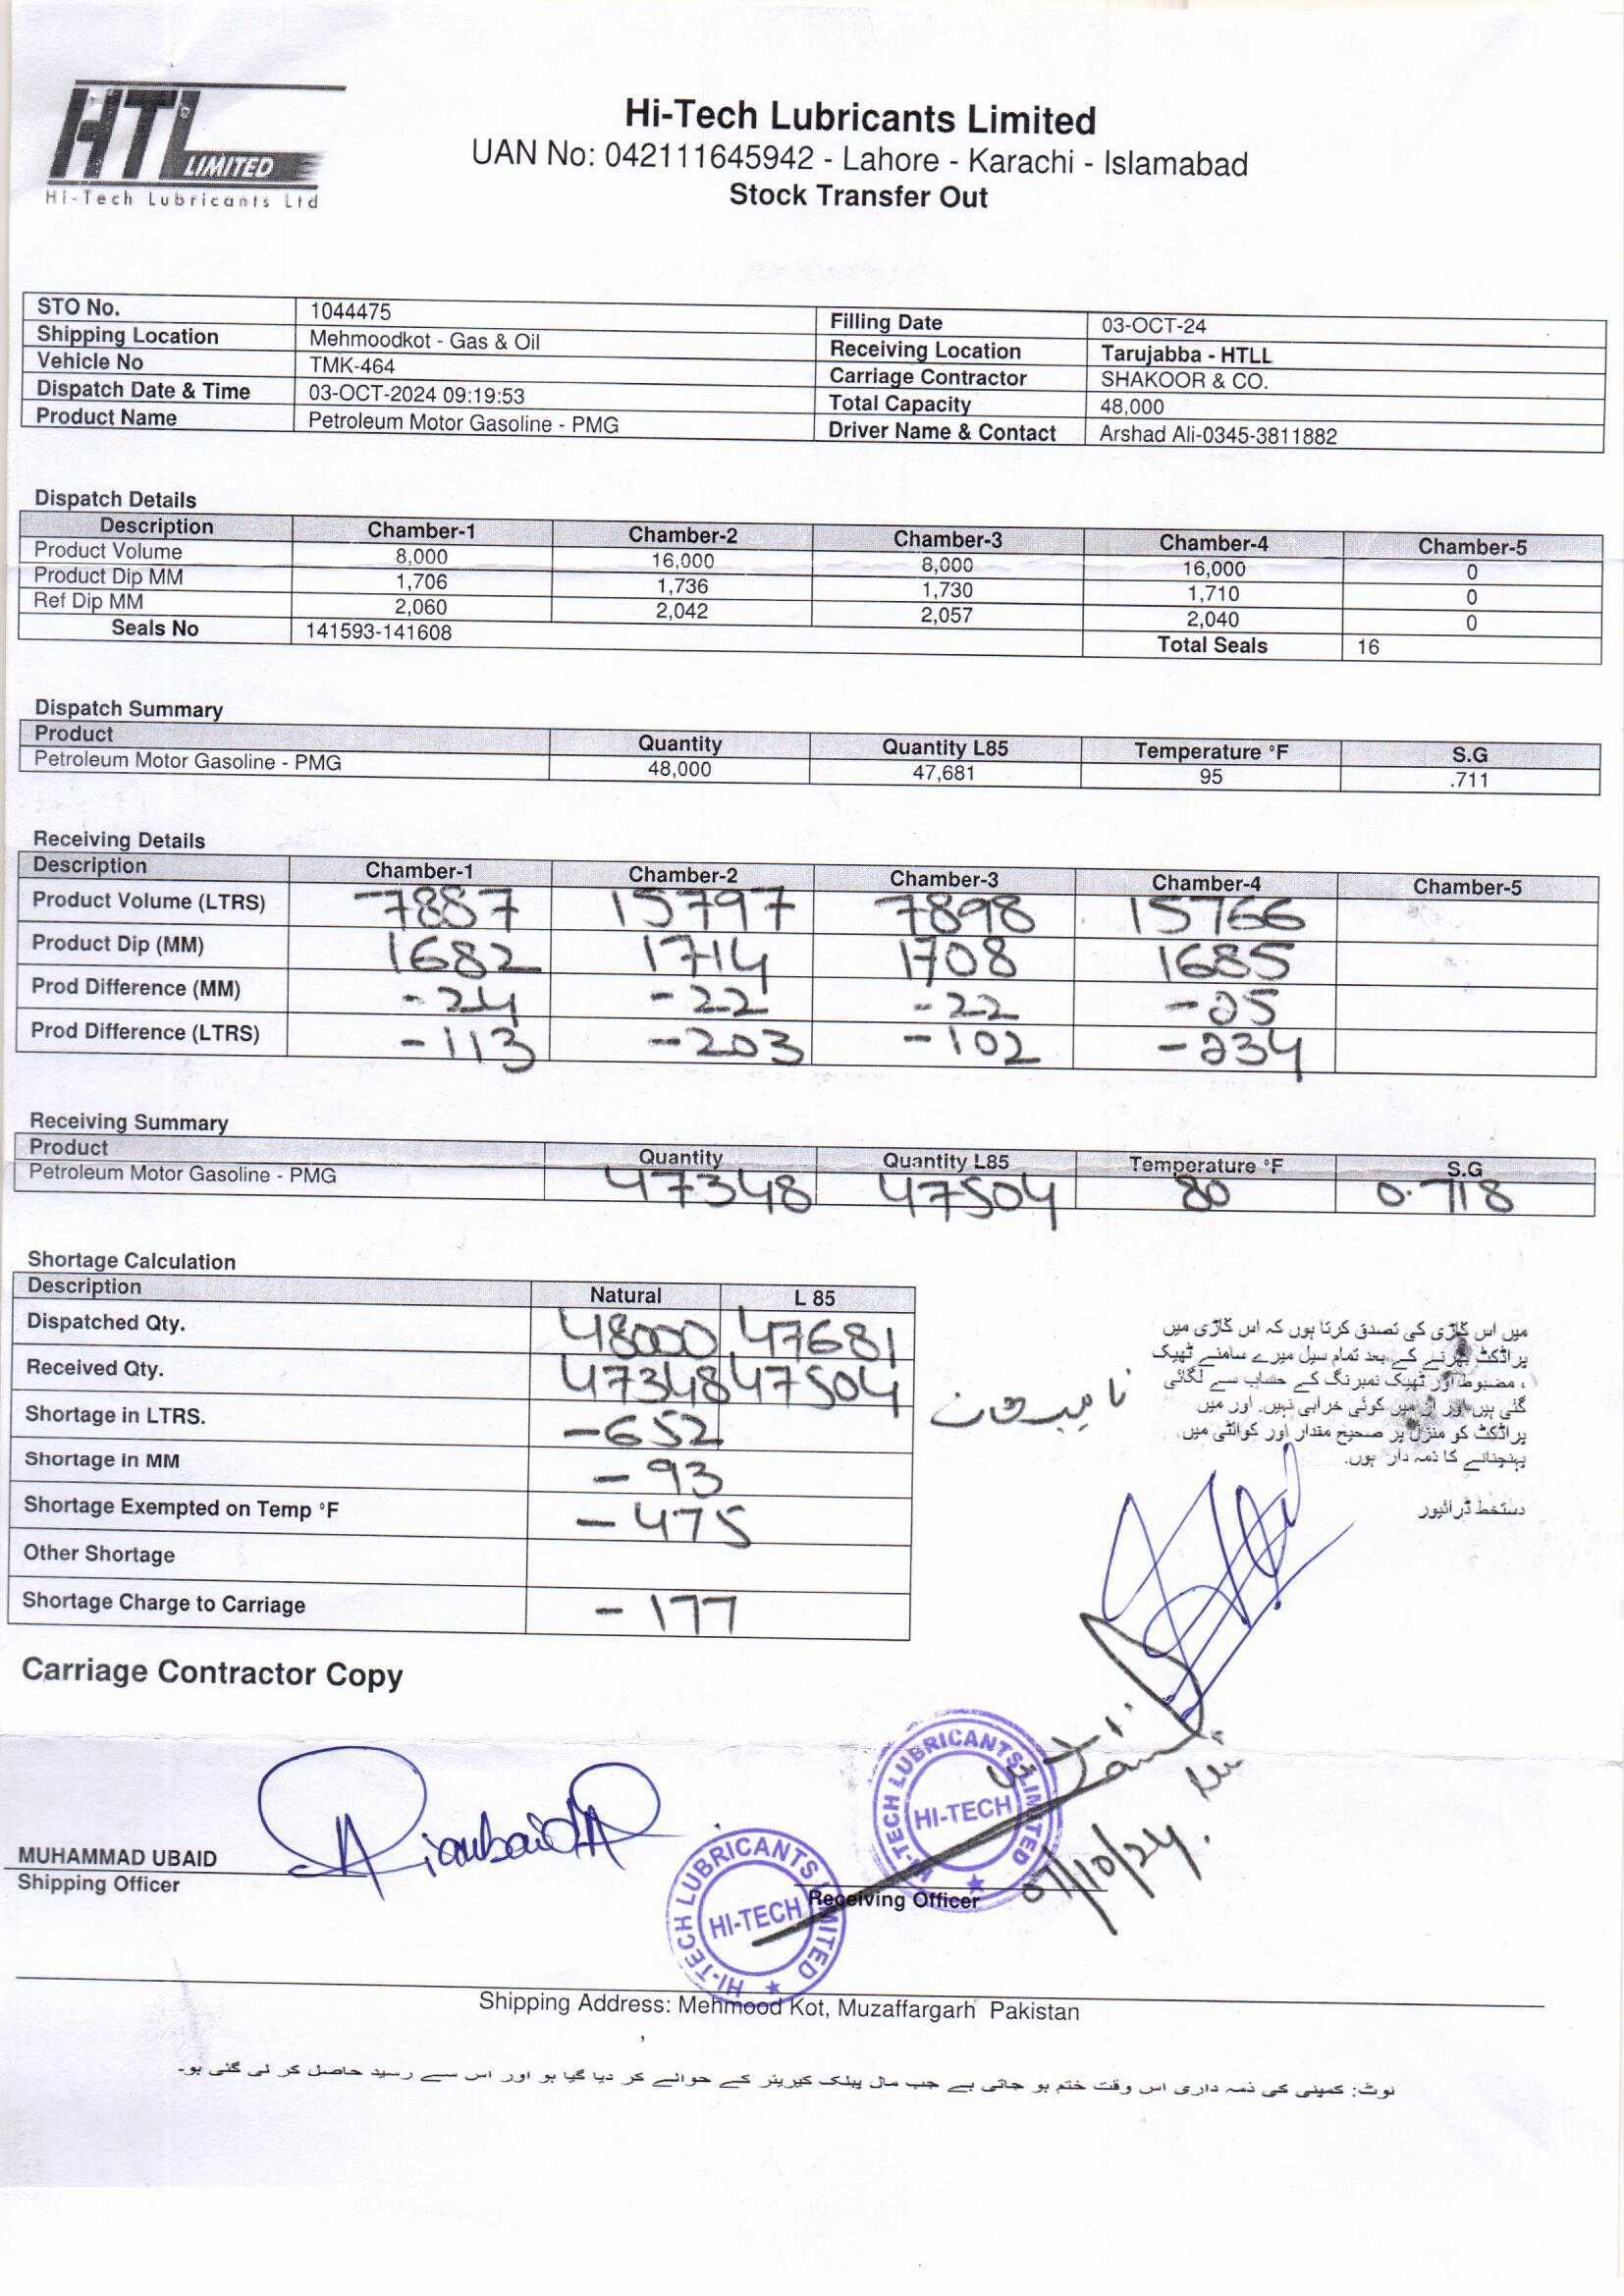 HTL LIMITED
Hi-Tech Lubricants Ltd
Hi-Tech Lubricants Limited
UAN No: 042111645942 - Lahore - Karachi - Islamabad
Stock Transfer Out
STO No. 1044475 Filling Date 03-OCT-24
Shipping Location Mehmoodkot - Gas & Oil Receiving Location Tarujabba - HTLL
Vehicle No TMK-464 Carriage Contractor SHAKOOR & CO.
Dispatch Date & Time 03-OCT-2024 09:19:53 Total Capacity 48,000
Product Name Petroleum Motor Gasoline - PMG Driver Name & Contact Arshad Ali-0345-3811882
Dispatch Details
Description Chamber-1 Chamber-2 Chamber-3 Chamber-4 Chamber-5
Product Volume 8,000 16,000 8,000 16,000 0
Product Dip MM 1,706 1,736 1,730 1,710 0
Ref Dip MM 2,060 2,042 2,057 2,040 0
Seals No 141593-141608 Total Seals 16
Dispatch Summary
Product Quantity Quantity L85 Temperature °F S.G
Petroleum Motor Gasoline - PMG 48,000 47,681 95 .711
Receiving Details
Description Chamber-1 Chamber-2 Chamber-3 Chamber-4 Chamber-5
Product Volume (LTRS) 7887 15797 7898 15766
Product Dip (MM) 1682 1714 1708 1685
Prod Difference (MM) -24 -22 -22 -25
Prod Difference (LTRS) -113 -203 -102 -234
Receiving Summary
Product Quantity Quantity L85 Temperature °F S.G
Petroleum Motor Gasoline - PMG 47348 47504 80 0.718
Shortage Calculation
Description Natural L 85
Dispatched Qty. 48000 47681
Received Qty. 47348 47504
Shortage in LTRS. -652
Shortage in MM -93
Shortage Exempted on Temp °F -475
Other Shortage
Shortage Charge to Carriage -177
میں اس گاڑی کی تصدق کرتا ہوں کہ اس گاڑی میں
پراڈکٹ بھرنے کے بعد تمام سیل میرے سامنے ٹھیک
، مضبوط اور ٹھیک نمبرنگ کے حساب سے لگائی
گئی ہیں اور ان میں کوئی خرابی نہیں۔ اور میں
پراڈکٹ کو منزل پر صحیح مقدار اور کوالٹی میں
پہنچانے کا ذمہ دار ہوں۔
دستخط ڈرائیور
Carriage Contractor Copy
MUHAMMAD UBAID
Shipping Officer
HI-TECH LUBRICANTS LIMITED
HI-TECH
HI-TECH LUBRICANTS LIMITED
HI-TECH
Receiving Officer
07/10/24.
Shipping Address: Mehmood Kot, Muzaffargarh Pakistan
نوٹ: کمپنی کی ذمہ داری اس وقت ختم ہو جاتی ہے جب مال پبلک کیریئر کے حوالے کر دیا گیا ہو اور اس سے رسید حاصل کر لی گئی ہو۔